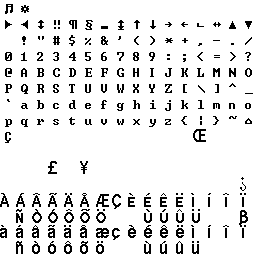 ♫ ☼
► ◄ ↕ ‼ ¶ § ▬ ↨ ↑ ↓ → ← ∟ ↔ ▲ ▼
! " # $ % & ' ( ) * + , - . /
0 1 2 3 4 5 6 7 8 9 : ; < = > ?
@ A B C D E F G H I J K L M N O
P Q R S T U V W X Y Z [ \ ] ^ _
` a b c d e f g h i j k l m n o
p q r s t u v w x y z { | } ~ ⌂
Ç Œ
£ ¥
¿
À Á Â Ã Ä Å Æ Ç È É Ê Ë Ì Í Î Ï
Ñ Ò Ó Ô Õ Ö Ù Ú Û Ü ß
à á â ã ä å æ ç è é ê ë ì í î ï
ñ ò ó ô õ ö ù ú û ü